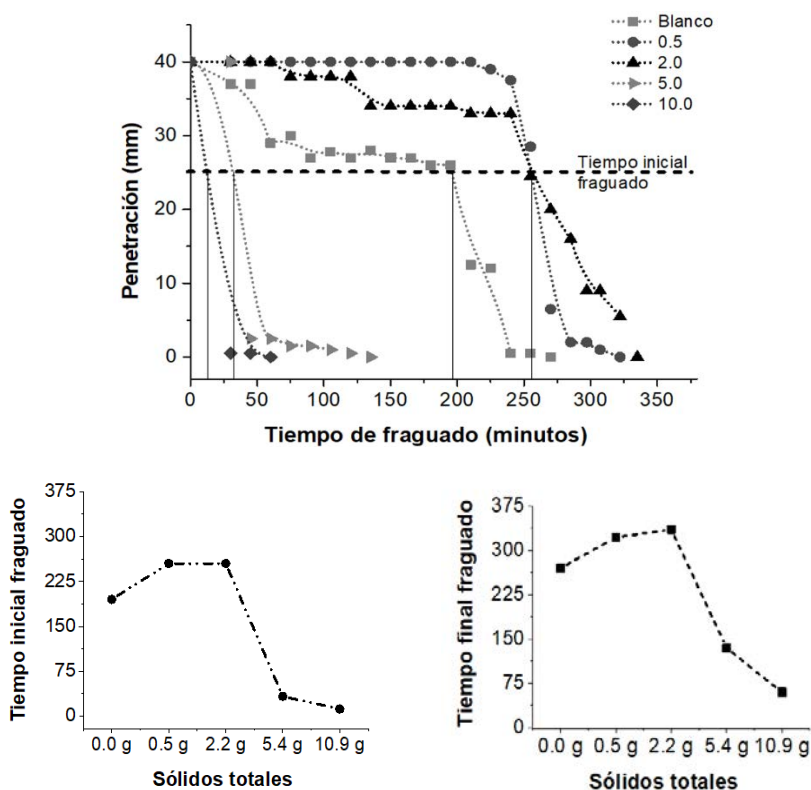 Blanco
0.5
2.0
5.0
10.0
40
30
20
10
0
Penetración (mm)
Tiempo inicial
fraguado
0 50 100 150 200 250 300 350
Tiempo de fraguado (minutos)
375
300
225
150
75
0
Tiempo inicial fraguado
0.0 g 0.5 g 2.2 g 5.4 g 10.9 g
Sólidos totales
375
300
225
150
75
0
Tiempo final fraguado
0.0 g 0.5 g 2.2 g 5.4 g 10.9 g
Sólidos totales